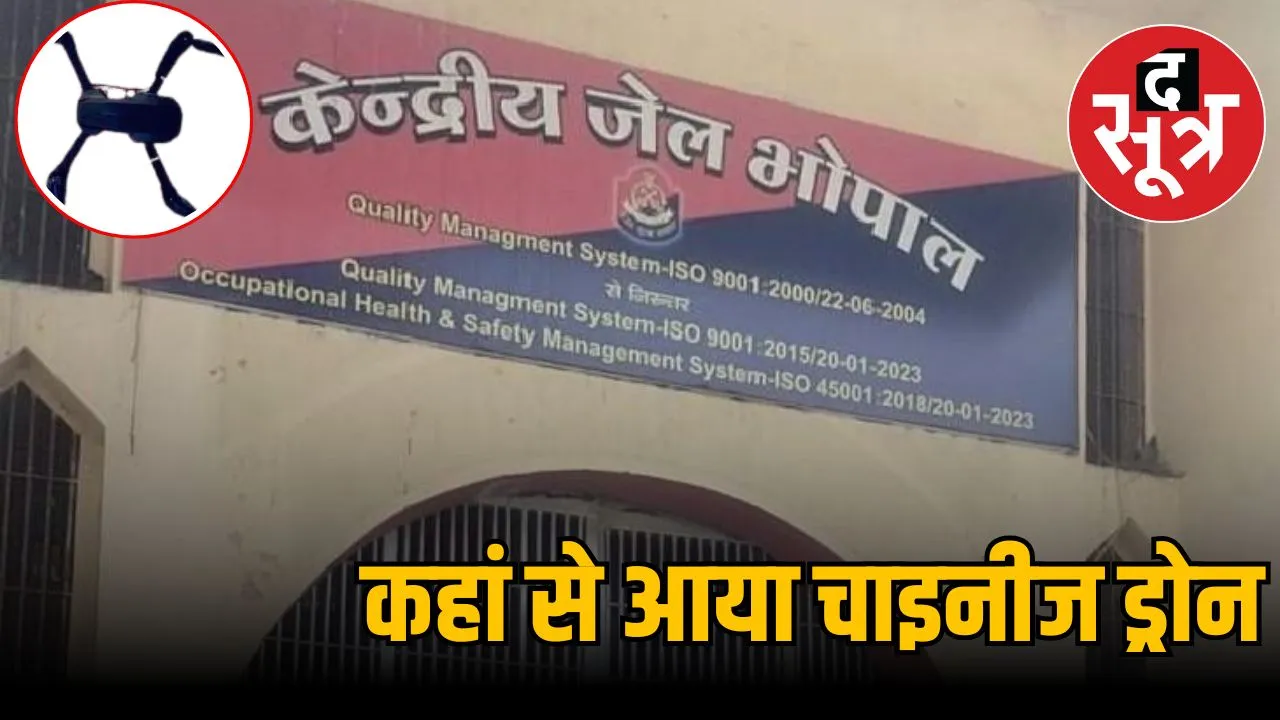 द
सूत्र
केन्द्रीय जेल भोपाल
Quality Managment System-ISO 9001:2000/22-06-2004
से निरन्तर
Quality Managment System-ISO 9001:2015/20-01-2023
Occupational Health & Safety Management System-ISO 45001:2018/20-01-2023
कहां से आया चाइनीज ड्रोन